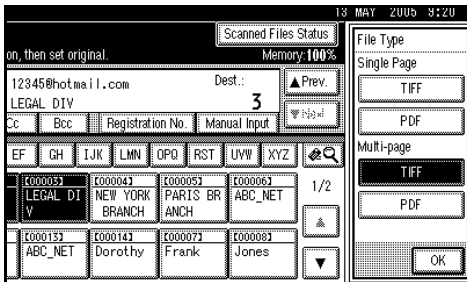 13 MAY 2005 9:20
Scanned Files Status
on, then set original.
Memory:100%
12345@hotmail.com
Dest.:
▲Prev.
LEGAL DIV
3
Cc
Bcc
Registration No.
Manual Input
EF
GH
IJK
LMN
OPQ
RST
UVW
XYZ
[00003]
LEGAL DI
V
[00004]
NEW YORK
BRANCH
[00005]
PARIS BR
ANCH
[00006]
ABC_NET
1/2
[00013]
ABC_NET
[00014]
Dorothy
[00007]
Frank
[00008]
Jones
▼
File Type
Single Page
TIFF
PDF
Multi-page
TIFF
PDF
OK